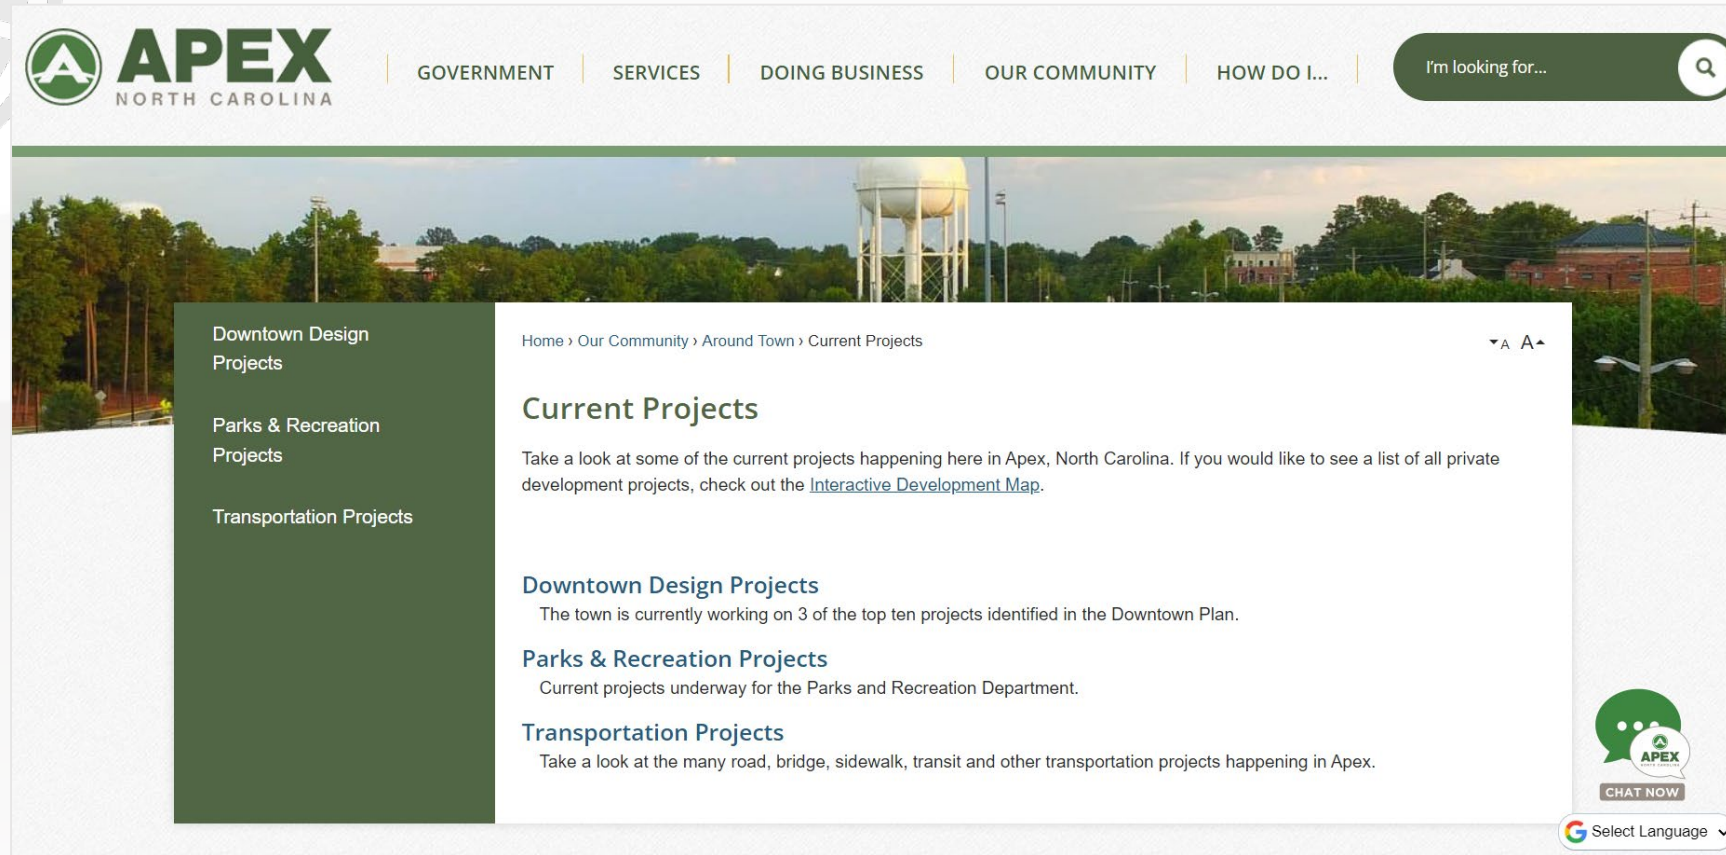 APEX
NORTH CAROLINA
GOVERNMENT
SERVICES
DOING BUSINESS
OUR COMMUNITY
HOW DO I...
I'm looking for...
Downtown Design
Projects
Parks & Recreation
Projects
Transportation Projects
Home › Our Community › Around Town › Current Projects
A A
Current Projects
Take a look at some of the current projects happening here in Apex, North Carolina. If you would like to see a list of all private
development projects, check out the Interactive Development Map.
Downtown Design Projects
The town is currently working on 3 of the top ten projects identified in the Downtown Plan.
Parks & Recreation Projects
Current projects underway for the Parks and Recreation Department.
Transportation Projects
Take a look at the many road, bridge, sidewalk, transit and other transportation projects happening in Apex.
APEX
NORTH CAROLINA
CHAT NOW
Select Language